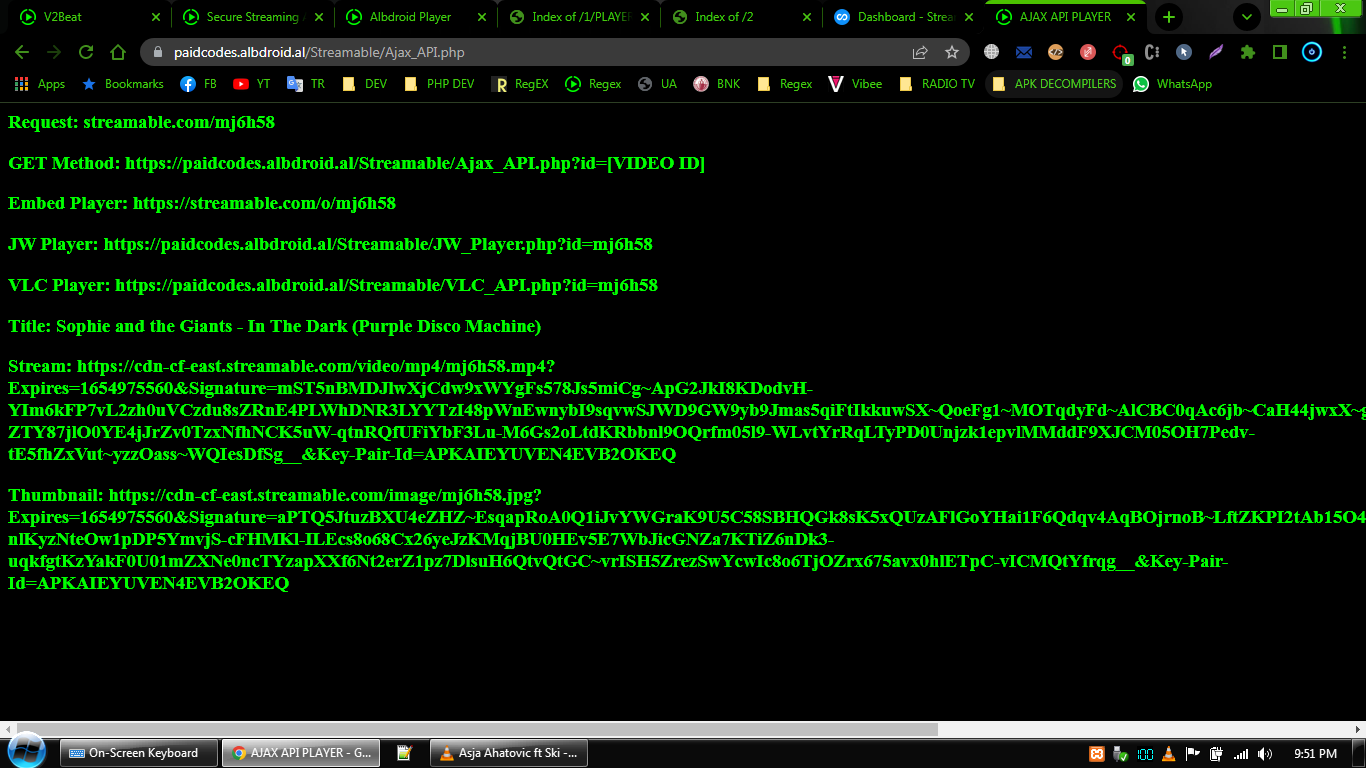 V2Beat
Secure Streaming
Albdroid Player
Index of /1/PLAYE
Index of /2
Dashboard - Strea
AJAX API PLAYER
paidcodes.albdroid.al/Streamable/Ajax_API.php
0
Apps
Bookmarks
FB
YT
TR
DEV
PHP DEV
RegEX
Regex
UA
BNK
Regex
Vibee
RADIO TV
APK DECOMPILERS
WhatsApp
Request: streamable.com/mj6h58
GET Method: https://paidcodes.albdroid.al/Streamable/Ajax_API.php?id=[VIDEO ID]
Embed Player: https://streamable.com/o/mj6h58
JW Player: https://paidcodes.albdroid.al/Streamable/JW_Player.php?id=mj6h58
VLC Player: https://paidcodes.albdroid.al/Streamable/VLC_API.php?id=mj6h58
Title: Sophie and the Giants - In The Dark (Purple Disco Machine)
Stream: https://cdn-cf-east.streamable.com/video/mp4/mj6h58.mp4?
Expires=1654975560&Signature=mST5nBMDJlwXjCdw9xWYgFs578Js5miCg~ApG2JkI8KDodvH-
YIm6kFP7vL2zh0uVCzdu8sZRnE4PLWhDNR3LYYTzI48pWnEwnybI9sqvwSJWD9GW9yb9Jmas5qiFtIkkuwSX~QoeFg1~MOTqdyFd~AlCBC0qAc6jb~CaH44jwxX~g
ZTY87jlO0YE4jJrZv0TzxNfhNCK5uW-qtnRQfUFiYbF3Lu-M6Gs2oLtdKRbbnl9OQrfm05l9-WLvtYrRqLTyPD0Unjzk1epvlMMddF9XJCM05OH7Pedv-
tE5fhZxVut~yzzOass~WQIesDfSg__&Key-Pair-Id=APKAIEYUVEN4EVB2OKEQ
Thumbnail: https://cdn-cf-east.streamable.com/image/mj6h58.jpg?
Expires=1654975560&Signature=aPTQ5JtuzBXU4eZHZ~EsqapRoA0Q1iJvYWGraK9U5C58SBHQGk8sK5xQUzAFlGoYHai1F6Qdqv4AqBOjrnoB~LftZKPI2tAb15O4
nlKyzNteOw1pDP5YmvjS-cFHMKl-ILEcs8o68Cx26yeJzKMqjBU0HEv5E7WbJicGNZa7KTiZ6nDk3-
uqkfgtKzYakF0U01mZXNe0ncTYzapXXf6Nt2erZ1pz7DlsuH6QtvQtGC~vrISH5ZrezSwYcwIc8o6TjOZrx675avx0hlETpC-vICMQtYfrqg__&Key-Pair-
Id=APKAIEYUVEN4EVB2OKEQ
On-Screen Keyboard
AJAX API PLAYER - G...
Asja Ahatovic ft Ski -...
100
9:51 PM